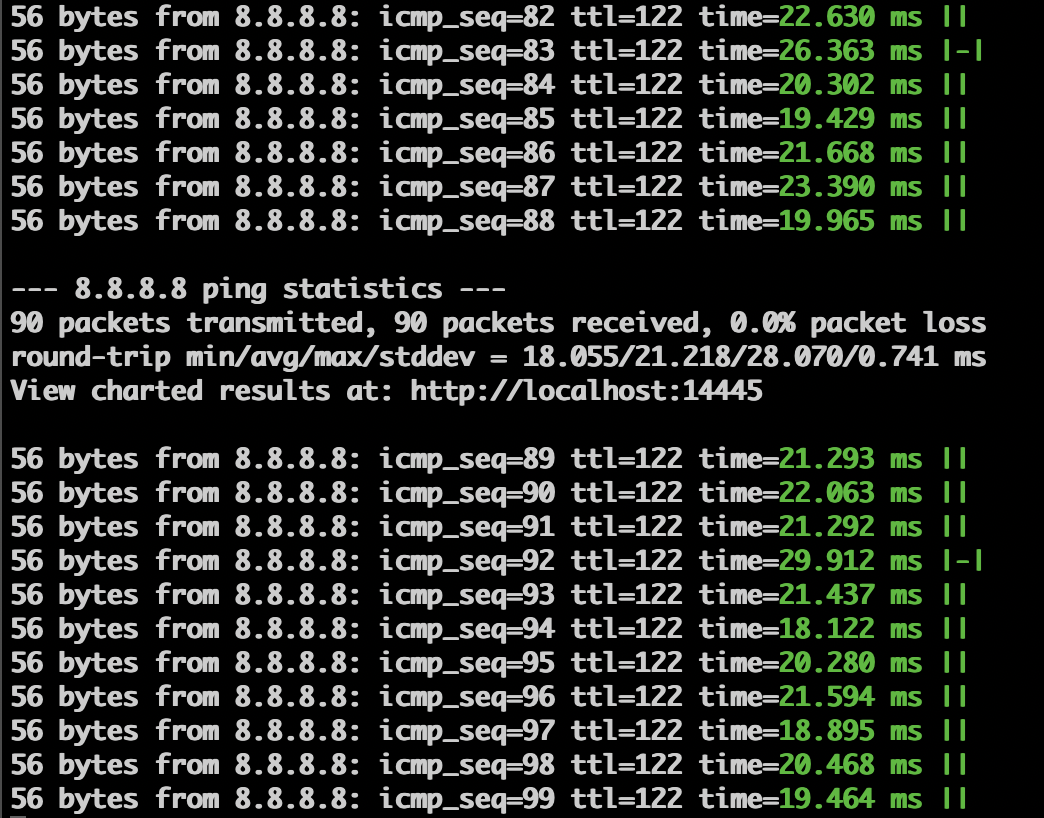 56 bytes from 8.8.8.8: icmp_seq=82 ttl=122 time=22.630 ms ||
56 bytes from 8.8.8.8: icmp_seq=83 ttl=122 time=26.363 ms |-|
56 bytes from 8.8.8.8: icmp_seq=84 ttl=122 time=20.302 ms ||
56 bytes from 8.8.8.8: icmp_seq=85 ttl=122 time=19.429 ms ||
56 bytes from 8.8.8.8: icmp_seq=86 ttl=122 time=21.668 ms ||
56 bytes from 8.8.8.8: icmp_seq=87 ttl=122 time=23.390 ms ||
56 bytes from 8.8.8.8: icmp_seq=88 ttl=122 time=19.965 ms ||
--- 8.8.8.8 ping statistics ---
90 packets transmitted, 90 packets received, 0.0% packet loss
round-trip min/avg/max/stddev = 18.055/21.218/28.070/0.741 ms
View charted results at: http://localhost:14445
56 bytes from 8.8.8.8: icmp_seq=89 ttl=122 time=21.293 ms ||
56 bytes from 8.8.8.8: icmp_seq=90 ttl=122 time=22.063 ms ||
56 bytes from 8.8.8.8: icmp_seq=91 ttl=122 time=21.292 ms ||
56 bytes from 8.8.8.8: icmp_seq=92 ttl=122 time=29.912 ms |-|
56 bytes from 8.8.8.8: icmp_seq=93 ttl=122 time=21.437 ms ||
56 bytes from 8.8.8.8: icmp_seq=94 ttl=122 time=18.122 ms ||
56 bytes from 8.8.8.8: icmp_seq=95 ttl=122 time=20.280 ms ||
56 bytes from 8.8.8.8: icmp_seq=96 ttl=122 time=21.594 ms ||
56 bytes from 8.8.8.8: icmp_seq=97 ttl=122 time=18.895 ms ||
56 bytes from 8.8.8.8: icmp_seq=98 ttl=122 time=20.468 ms ||
56 bytes from 8.8.8.8: icmp_seq=99 ttl=122 time=19.464 ms ||